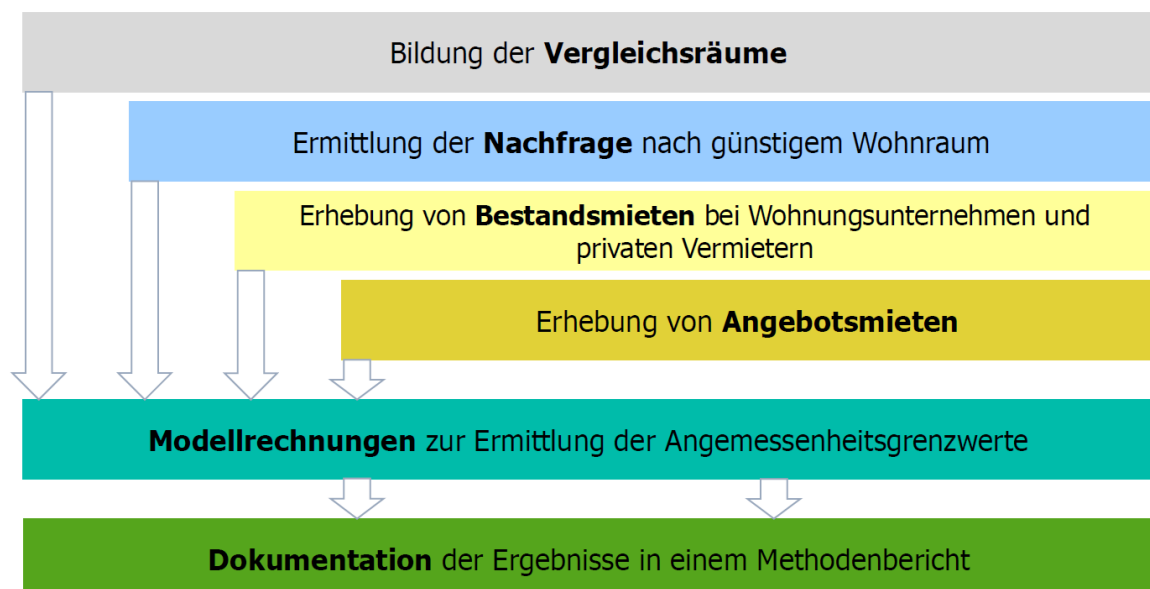 Bildung der Vergleichsräume
Ermittlung der Nachfrage nach günstigem Wohnraum
Erhebung von Bestandsmieten bei Wohnungsunternehmen und
privaten Vermietern
Erhebung von Angebotsmieten
Modellrechnungen zur Ermittlung der Angemessenheitsgrenzwerte
Dokumentation der Ergebnisse in einem Methodenbericht